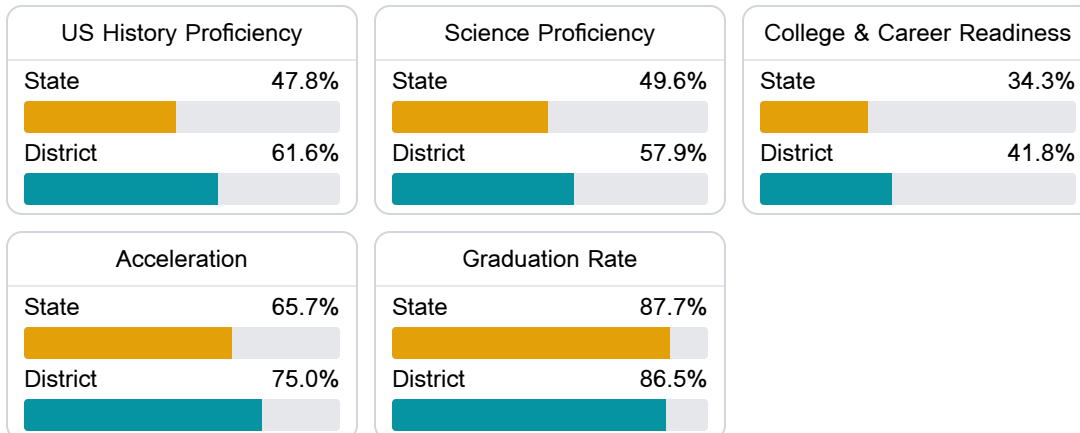 US History Proficiency
State 47.8%
District 61.6%
Science Proficiency
State 49.6%
District 57.9%
College & Career Readiness
State 34.3%
District 41.8%
Acceleration
State 65.7%
District 75.0%
Graduation Rate
State 87.7%
District 86.5%